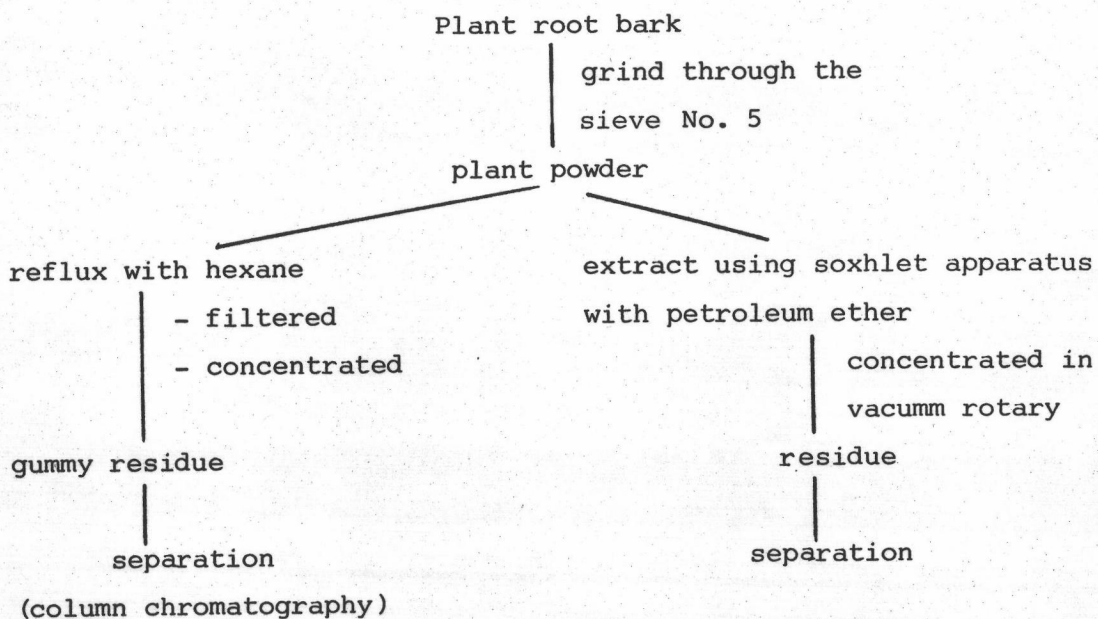 Plant root bark
grind through the
sieve No. 5
plant powder
reflux with hexane
- filtered
- concentrated
gummy residue
separation
(column chromatography)
extract using soxhlet apparatus
with petroleum ether
concentrated in
vacumm rotary
residue
separation